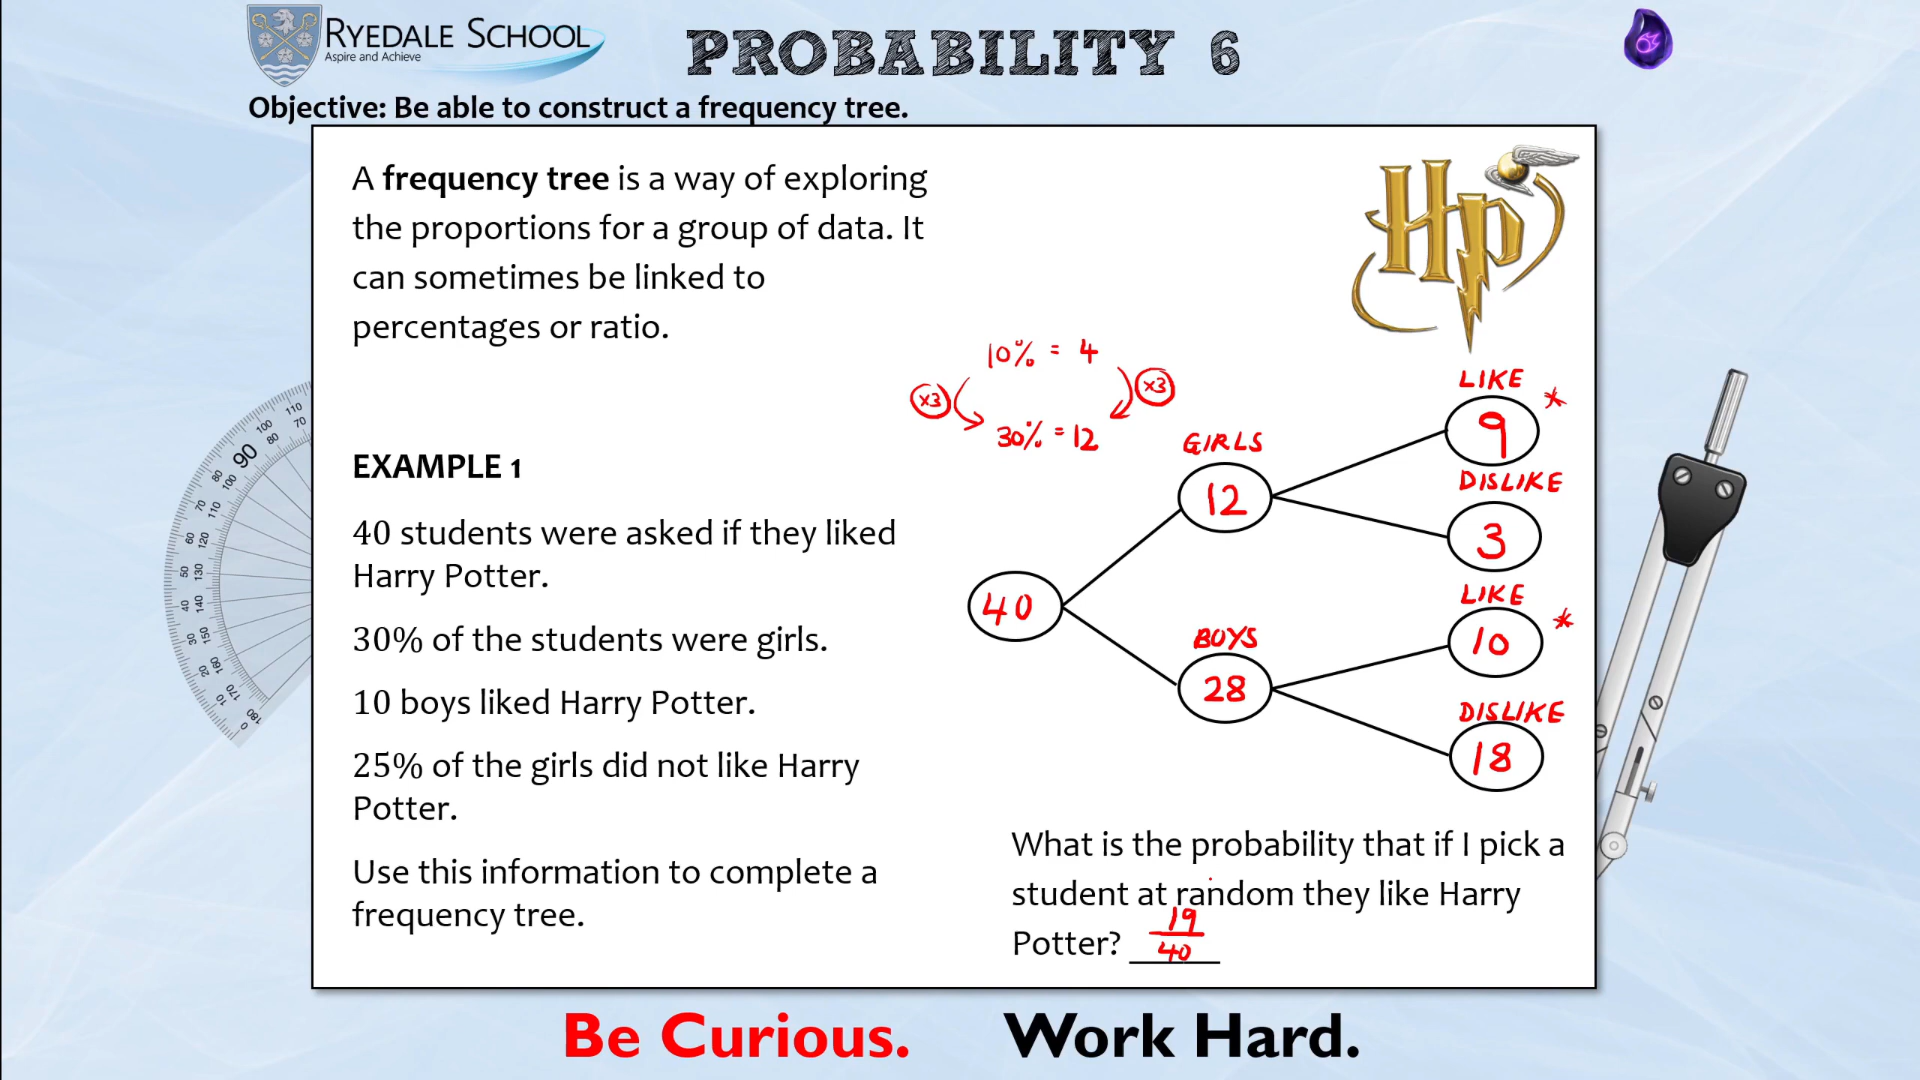 RYEDALE SCHOOL
Aspire and Achieve
PROBABILITY 6
Objective: Be able to construct a frequency tree.
A frequency tree is a way of exploring
the proportions for a group of data. It
can sometimes be linked to
percentages or ratio.
HP
EXAMPLE 1
40 students were asked if they liked
Harry Potter.
30% of the students were girls.
10 boys liked Harry Potter.
25% of the girls did not like Harry
Potter.
Use this information to complete a
frequency tree.
10% = 4
×3
×3
30% = 12
40
GIRLS
12
BOYS
28
LIKE
9 *
DISLIKE
3
LIKE
10 *
DISLIKE
18
What is the probability that if I pick a
student at random they like Harry
Potter? 19/40
Be Curious. Work Hard.